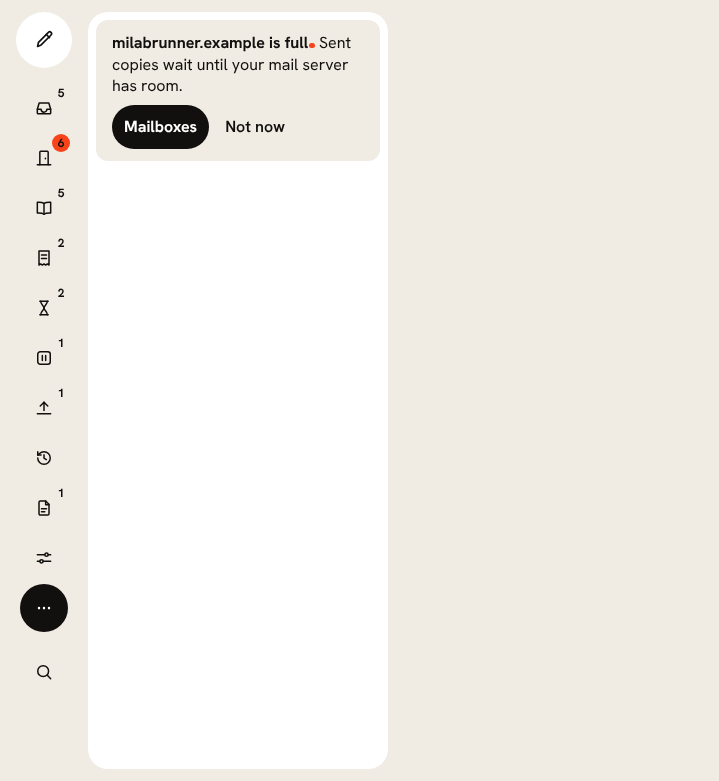 milabrunner.example is full. Sent
copies wait until your mail server
has room.
Mailboxes Not now
5
6
5
2
2
1
1
1